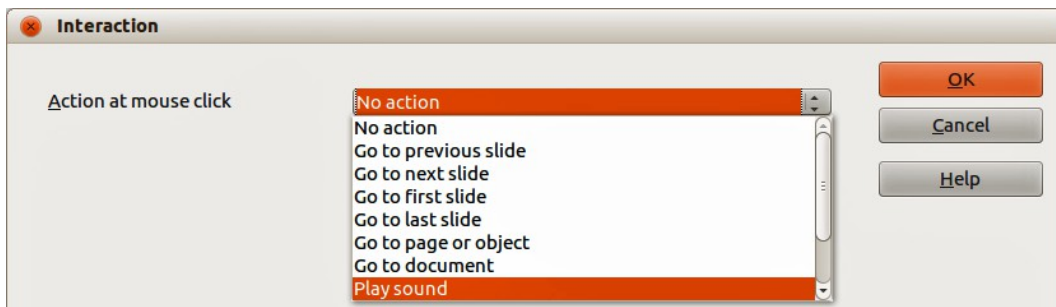 Interaction
Action at mouse click
No action
No action
Go to previous slide
Go to next slide
Go to first slide
Go to last slide
Go to page or object
Go to document
Play sound
OK
Cancel
Help